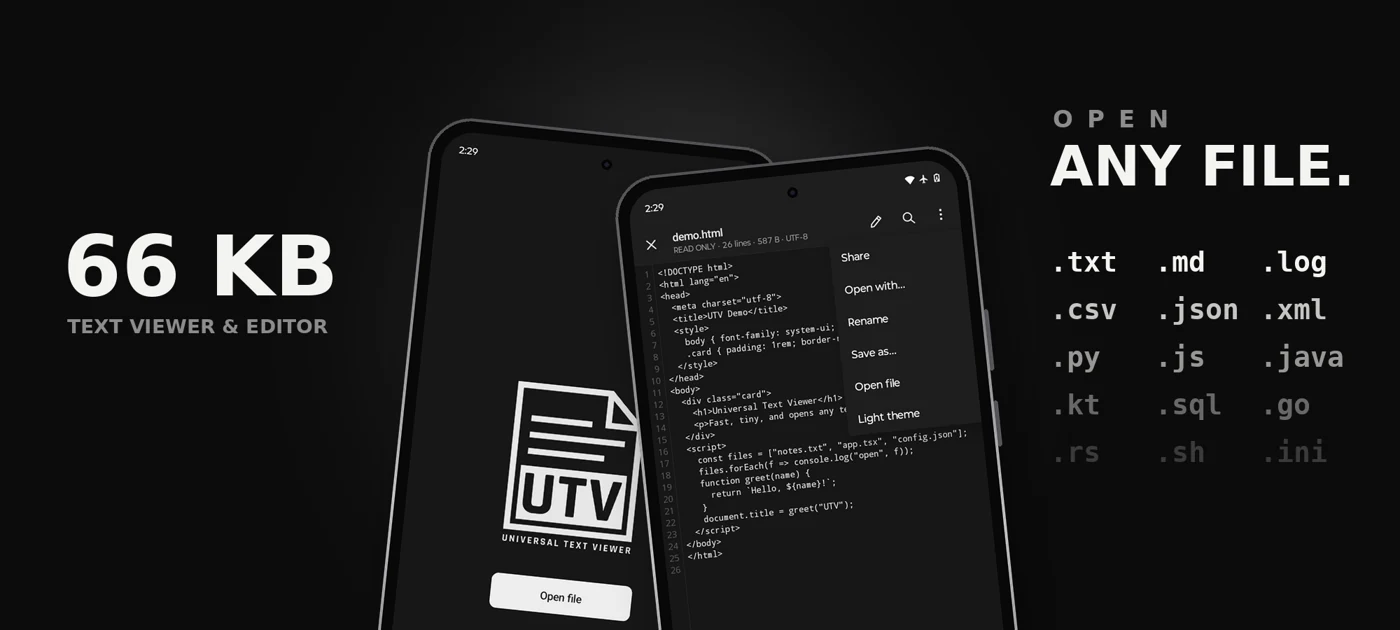 66 KB
TEXT VIEWER & EDITOR
2:29
UTV
UNIVERSAL TEXT VIEWER
Open file
2:29
demo.html
READ ONLY · 26 lines · 587 B · UTF-8
Share
Open with...
Rename
Save as...
Open file
Light theme
1 <!DOCTYPE html>
2 <html lang="en">
3 <head>
4 <meta charset="utf-8">
5 <title>UTV Demo</title>
6 <style>
7 body { font-family: system-ui;
8 .card { padding: 1rem; border-
9 </style>
10 </head>
11 <body>
12 <div class="card">
13 <h1>Universal Text Viewer</h1>
14 <p>Fast, tiny, and opens any te
15 </div>
16 <script>
17 const files = ["notes.txt", "app.tsx", "config.json"];
18 files.forEach(f => console.log("open", f));
19 function greet(name) {
20 return `Hello, ${name}!`;
21 }
22 document.title = greet("UTV");
23 </script>
24 </body>
25 </html>
26
OPEN
ANY FILE.
.txt .md .log
.csv .json .xml
.py .js .java
.kt .sql .go
.rs .sh .ini